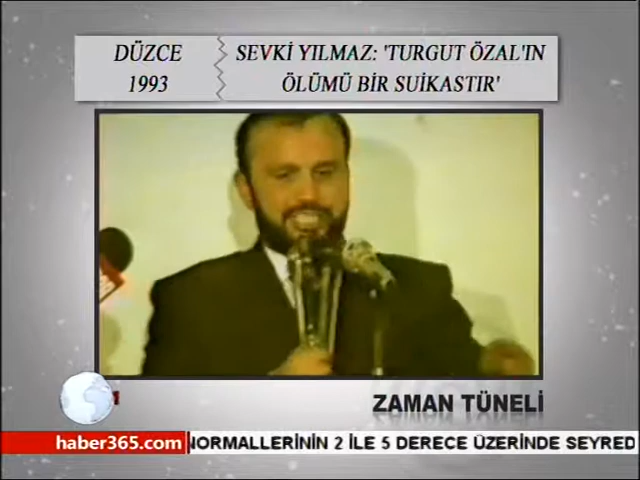 DÜZCE
1993
SEVKİ YILMAZ: 'TURGUT ÖZAL'IN
ÖLÜMÜ BİR SUİKASTIR'
ZAMAN TÜNELİ
haber365.com
NORMALLERİNİN 2 İLE 5 DERECE ÜZERİNDE SEYRED